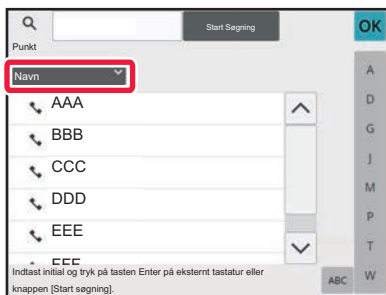 Start Søgning
OK
Punkt
Navn
AAA
BBB
CCC
DDD
EEE
FFF
A
D
G
J
M
P
T
W
ABC
Indtast initial og tryk på tasten Enter på eksternt tastatur eller
knappen [Start søgning].